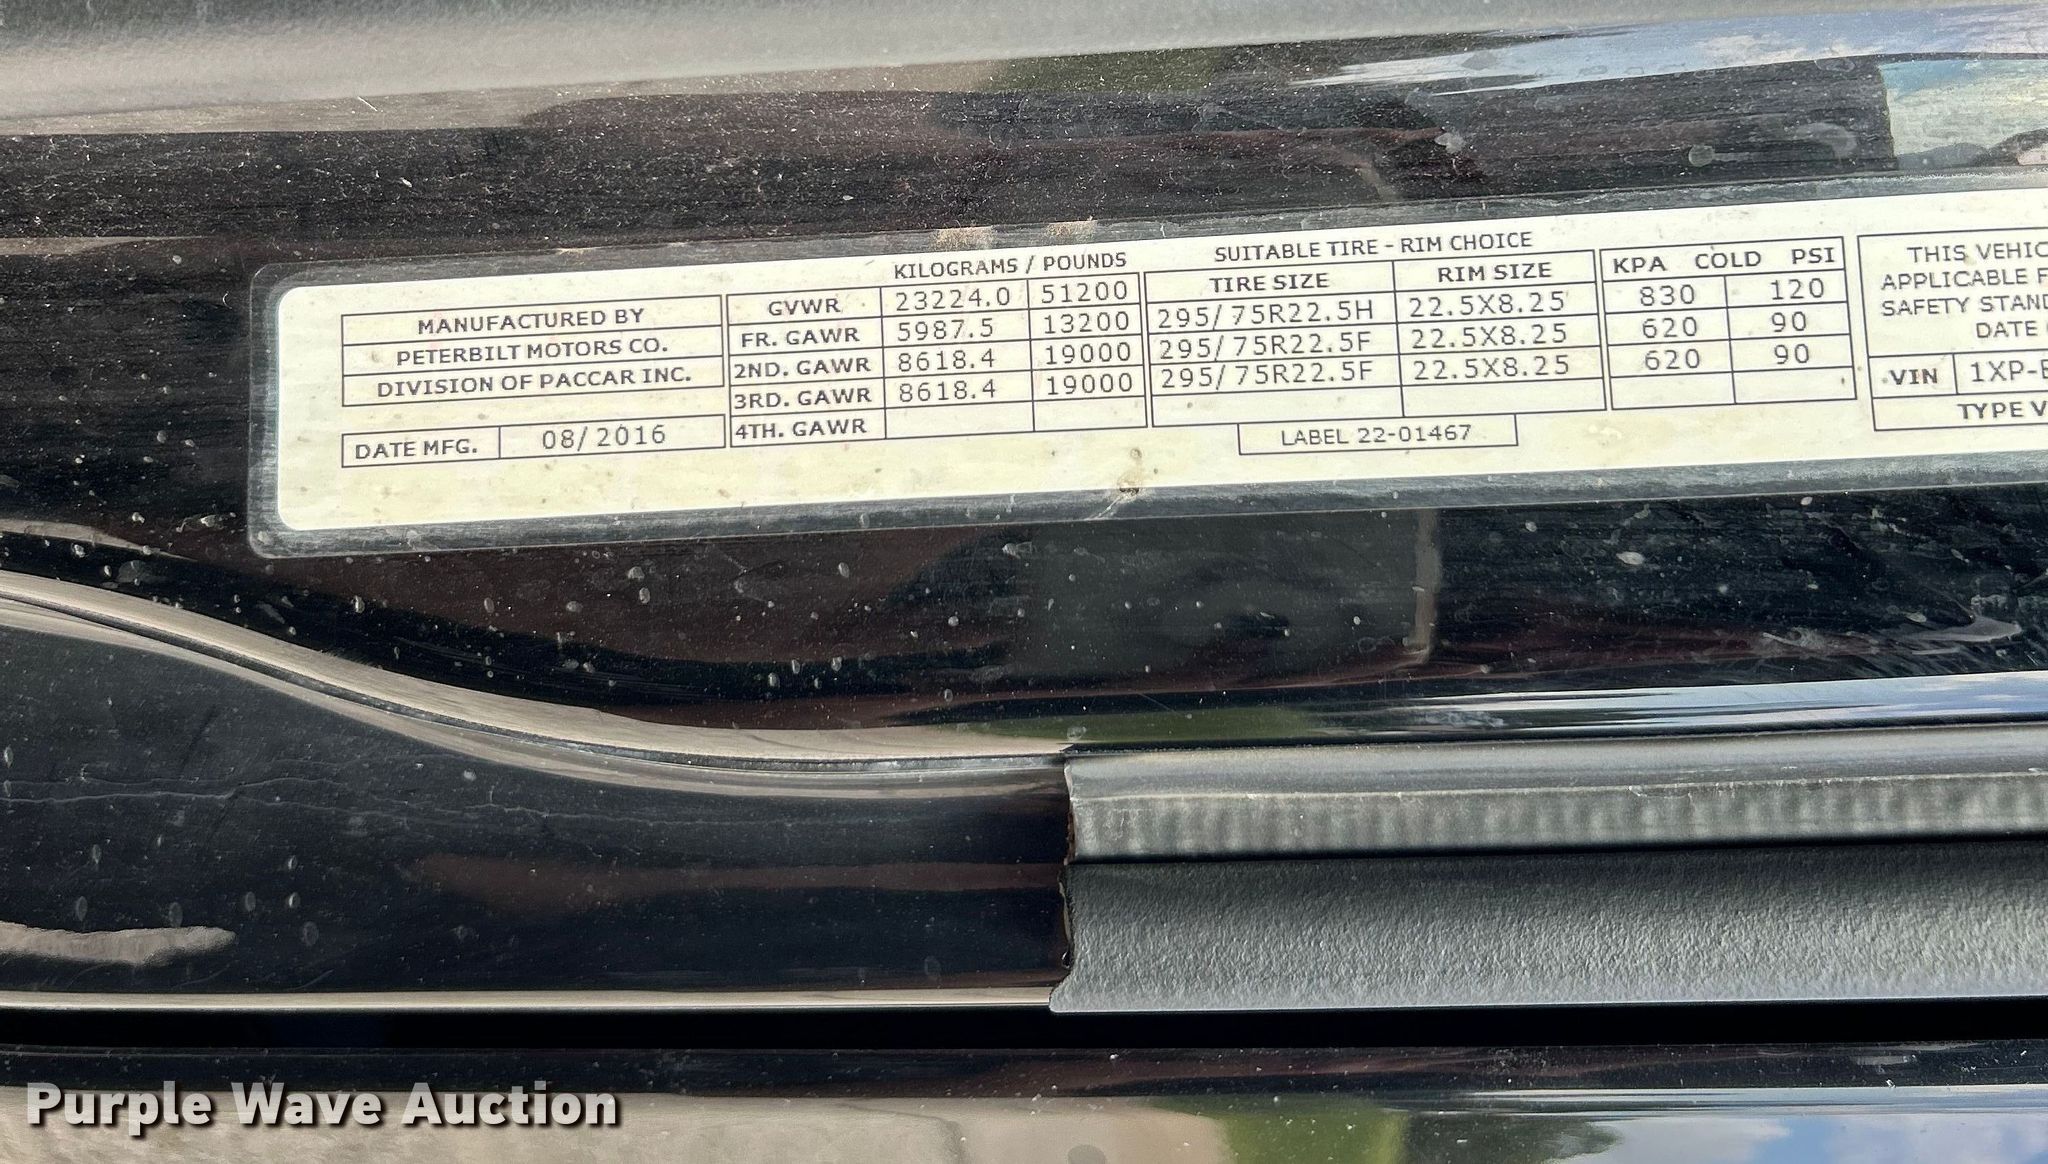 MANUFACTURED BY
PETERBILT MOTORS CO.
DIVISION OF PACCAR INC.
DATE MFG. 08/2016
KILOGRAMS / POUNDS
GVWR 23224.0 51200
FR. GAWR 5987.5 13200
2ND. GAWR 8618.4 19000
3RD. GAWR 8618.4 19000
4TH. GAWR
SUITABLE TIRE - RIM CHOICE
TIRE SIZE RIM SIZE
295/75R22.5H 22.5X8.25
295/75R22.5F 22.5X8.25
295/75R22.5F 22.5X8.25
LABEL 22-01467
KPA COLD PSI
830 120
620 90
620 90
THIS VEHIC
APPLICABLE F
SAFETY STAND
DATE
VIN 1XP-
TYPE V
Purple Wave Auction